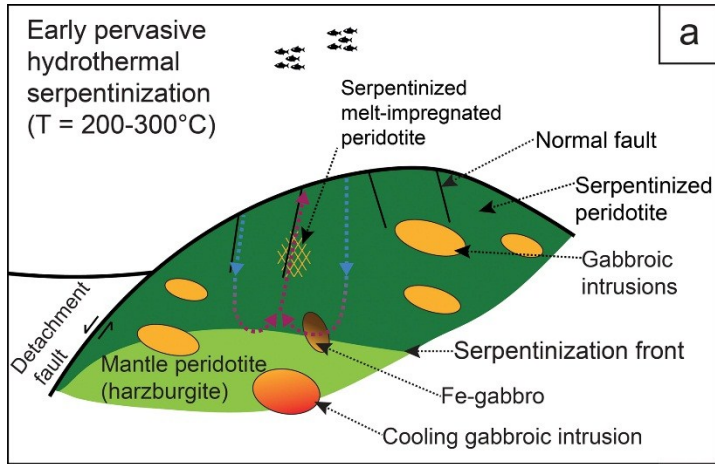 Early pervasive
hydrothermal
serpentinization
(T = 200-300°C)
a
Serpentinized
melt-impregnated
peridotite
Normal fault
Serpentinized
peridotite
Gabbroic
intrusions
Detachment
fault
Mantle peridotite
(harzburgite)
Serpentinization front
Fe-gabbro
Cooling gabbroic intrusion